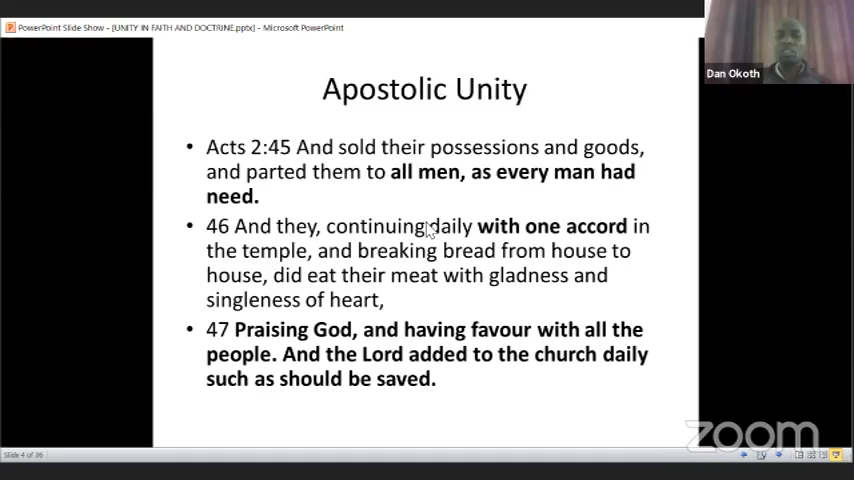 PowerPoint Slide Show - [UNITY IN FAITH AND DOCTRINE.pptx] - Microsoft PowerPoint
Dan Okoth
Apostolic Unity
• Acts 2:45 And sold their possessions and goods,
and parted them to all men, as every man had
need.
• 46 And they, continuing daily with one accord in
the temple, and breaking bread from house to
house, did eat their meat with gladness and
singleness of heart,
• 47 Praising God, and having favour with all the
people. And the Lord added to the church daily
such as should be saved.
zoom
Slide 4 of 36